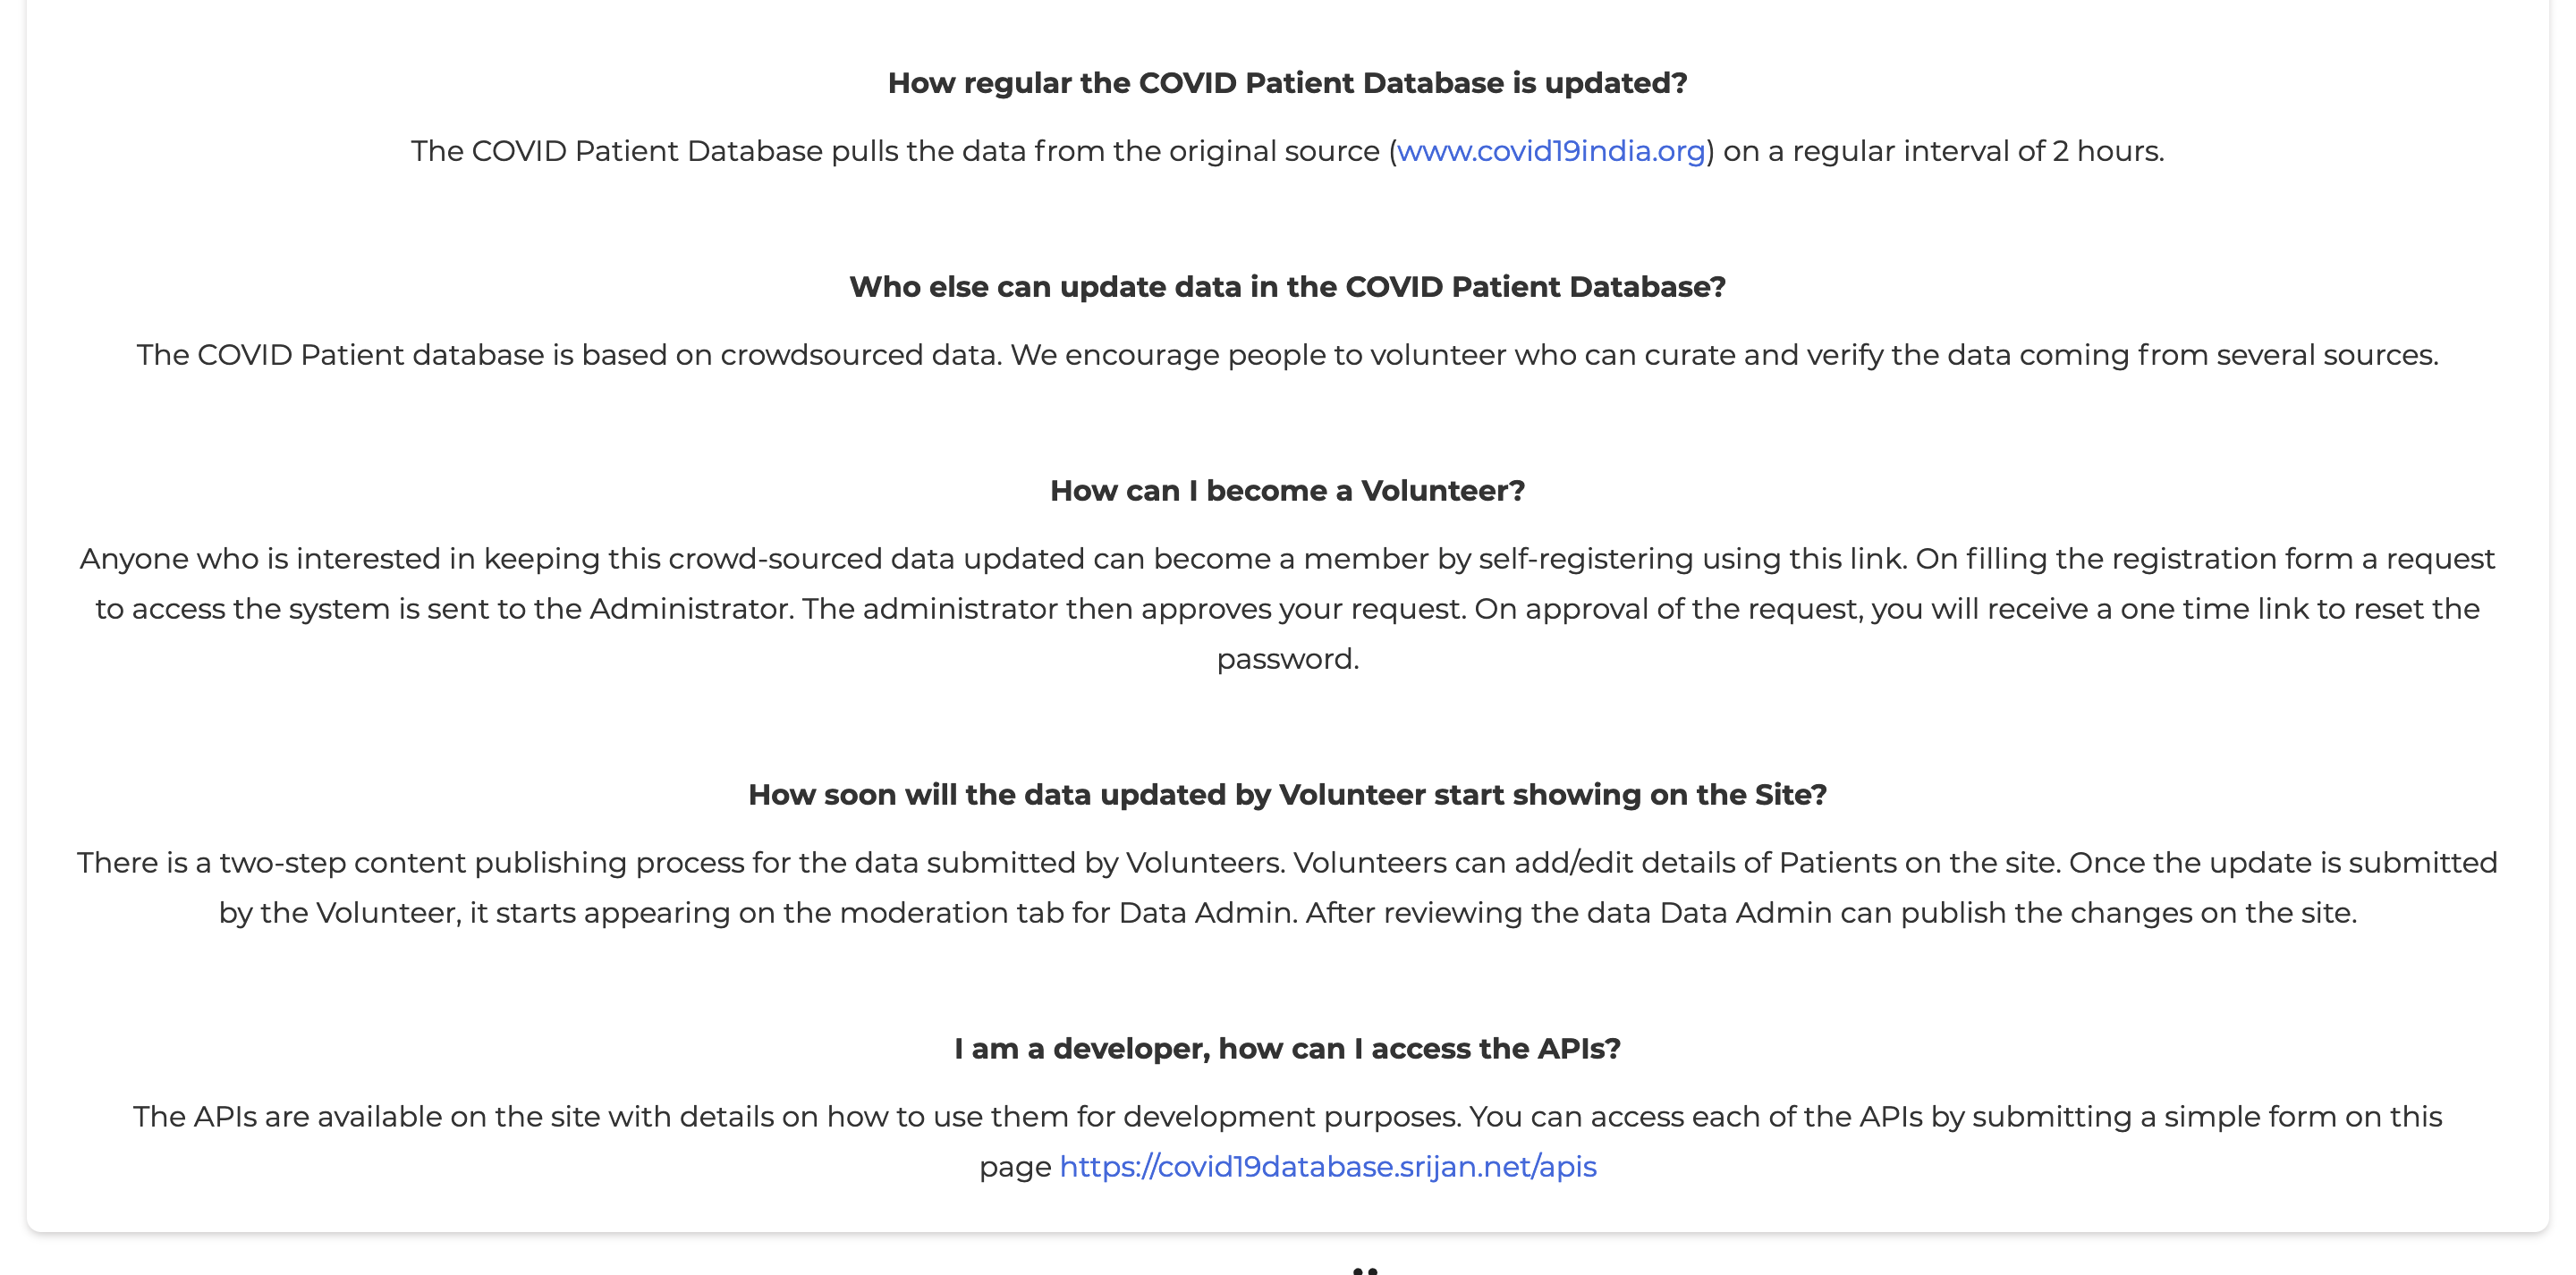 How regular the COVID Patient Database is updated?
The COVID Patient Database pulls the data from the original source (www.covid19india.org) on a regular interval of 2 hours.
Who else can update data in the COVID Patient Database?
The COVID Patient database is based on crowdsourced data. We encourage people to volunteer who can curate and verify the data coming from several sources.
How can I become a Volunteer?
Anyone who is interested in keeping this crowd-sourced data updated can become a member by self-registering using this link. On filling the registration form a request
to access the system is sent to the Administrator. The administrator then approves your request. On approval of the request, you will receive a one time link to reset the
password.
How soon will the data updated by Volunteer start showing on the Site?
There is a two-step content publishing process for the data submitted by Volunteers. Volunteers can add/edit details of Patients on the site. Once the update is submitted
by the Volunteer, it starts appearing on the moderation tab for Data Admin. After reviewing the data Data Admin can publish the changes on the site.
I am a developer, how can I access the APIs?
The APIs are available on the site with details on how to use them for development purposes. You can access each of the APIs by submitting a simple form on this
page https://covid19database.srijan.net/apis